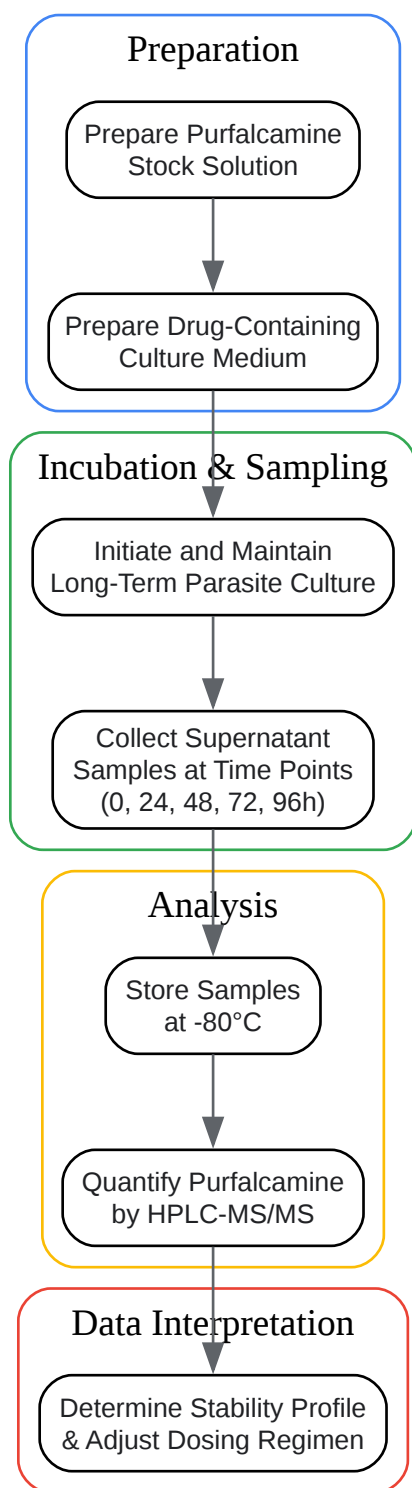 Preparation
Prepare Purfalcamine
Stock Solution
Prepare Drug-Containing
Culture Medium
Incubation & Sampling
Initiate and Maintain
Long-Term Parasite Culture
Collect Supernatant
Samples at Time Points
(0, 24, 48, 72, 96h)
Analysis
Store Samples
at -80°C
Quantify Purfalcamine
by HPLC-MS/MS
Data Interpretation
Determine Stability Profile
& Adjust Dosing Regimen